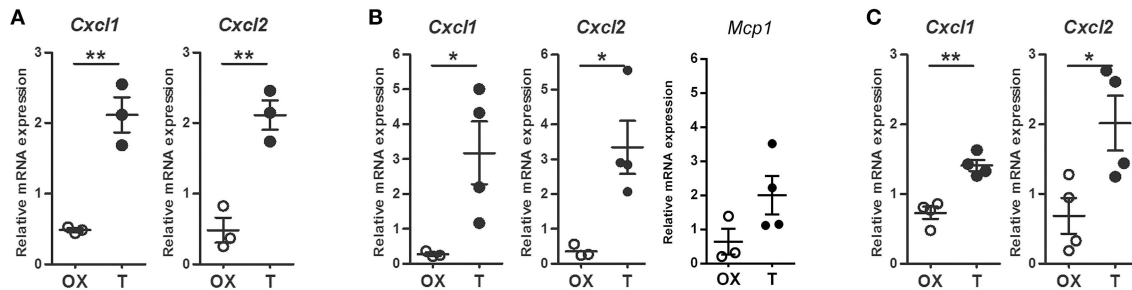 A
Cxcl1
Cxcl2
Relative mRNA expression
3
2
1
0
**
OX
T
Relative mRNA expression
3
2
1
0
**
OX
T
B
Cxcl1
Cxcl2
Mcp1
Relative mRNA expression
6
5
4
3
2
1
0
*
OX
T
Relative mRNA expression
6
5
4
3
2
1
0
*
OX
T
Relative mRNA expression
6
5
4
3
2
1
0
OX
T
C
Cxcl1
Cxcl2
Relative mRNA expression
3
2
1
0
**
OX
T
Relative mRNA expression
3
2
1
0
*
OX
T